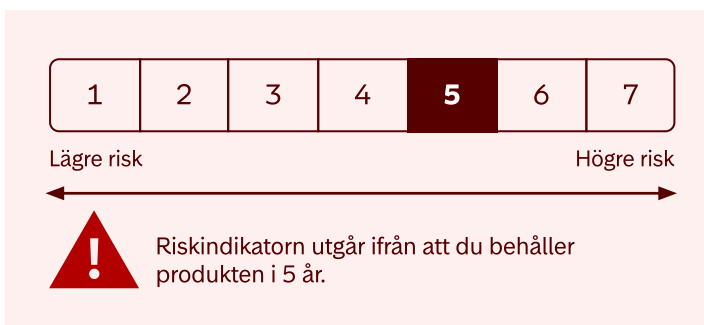 1 2 3 4 5 6 7
Lägre risk Högre risk
!
Riskindikatorn utgår ifrån att du behåller
produkten i 5 år.